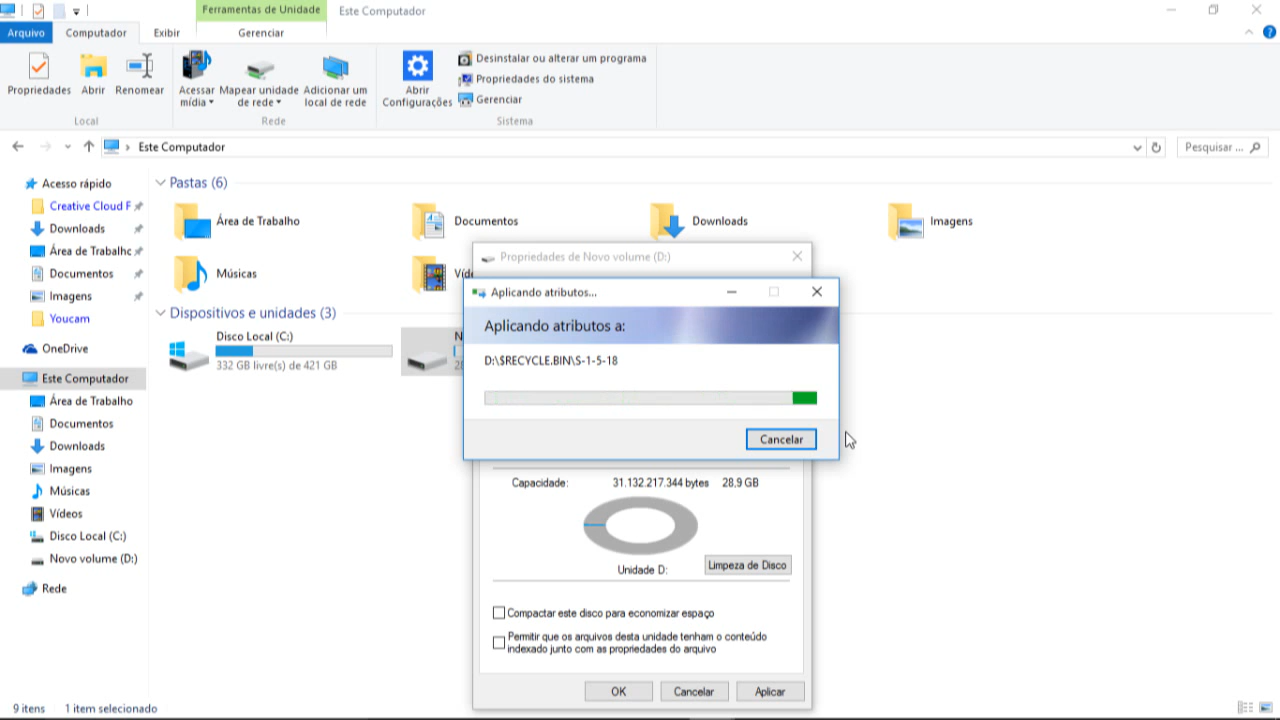 Ferramentas de Unidade
Este Computador
Arquivo
Computador
Exibir
Gerenciar
Propriedades
Abrir
Renomear
Acessar mídia
Mapear unidade de rede
Adicionar um local de rede
Abrir Configurações
Desinstalar ou alterar um programa
Propriedades do sistema
Gerenciar
Local
Rede
Sistema
Este Computador
Pesquisar ...
Acesso rápido
Creative Cloud F
Downloads
Área de Trabalhc
Documentos
Imagens
Youcam
OneDrive
Este Computador
Área de Trabalho
Documentos
Downloads
Imagens
Músicas
Vídeos
Disco Local (C:)
Novo volume (D:)
Rede
Pastas (6)
Área de Trabalho
Documentos
Downloads
Imagens
Músicas
Víde
Dispositivos e unidades (3)
Disco Local (C:)
332 GB livre(s) de 421 GB
N
28
Propriedades de Novo volume (D:)
Aplicando atributos...
Aplicando atributos a:
D:\$RECYCLE.BIN\S-1-5-18
Cancelar
Capacidade: 31.132.217.344 bytes 28,9 GB
Unidade D:
Limpeza de Disco
Compactar este disco para economizar espaço
Permitir que os arquivos desta unidade tenham o conteúdo
indexado junto com as propriedades do arquivo
OK
Cancelar
Aplicar
9 itens
1 item selecionado